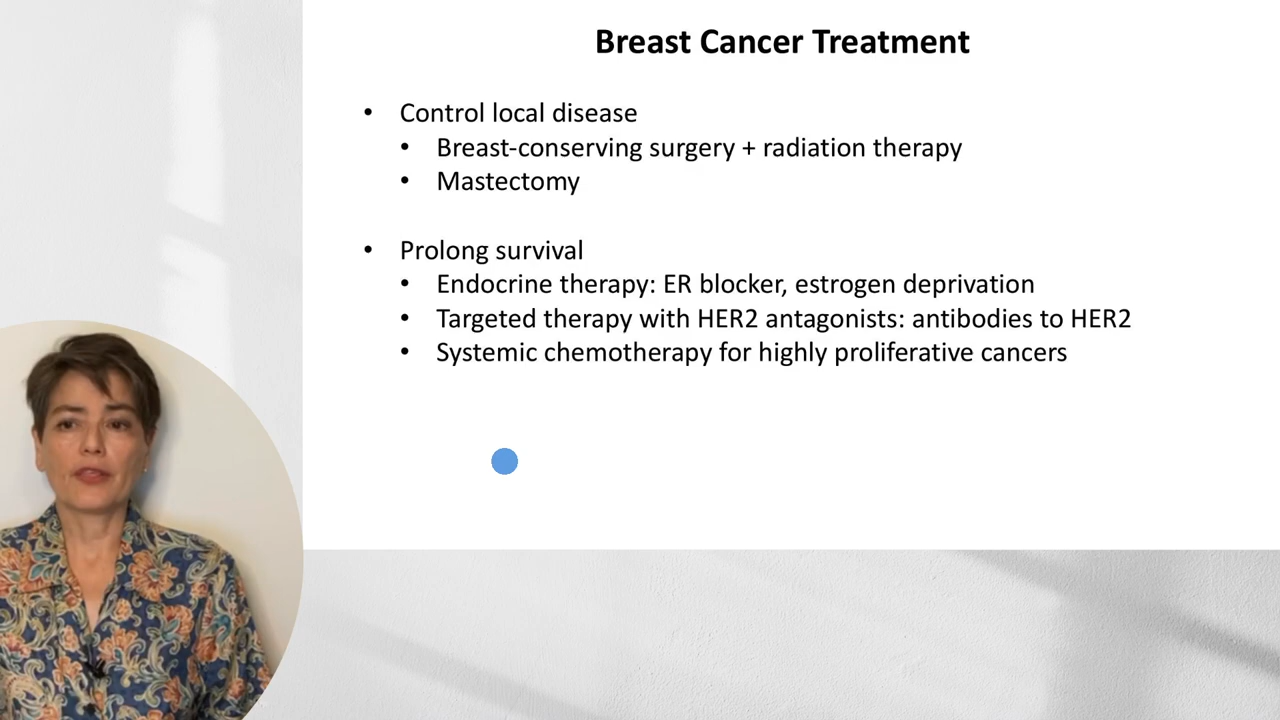 Breast Cancer Treatment
• Control local disease
• Breast-conserving surgery + radiation therapy
• Mastectomy
• Prolong survival
• Endocrine therapy: ER blocker, estrogen deprivation
• Targeted therapy with HER2 antagonists: antibodies to HER2
• Systemic chemotherapy for highly proliferative cancers